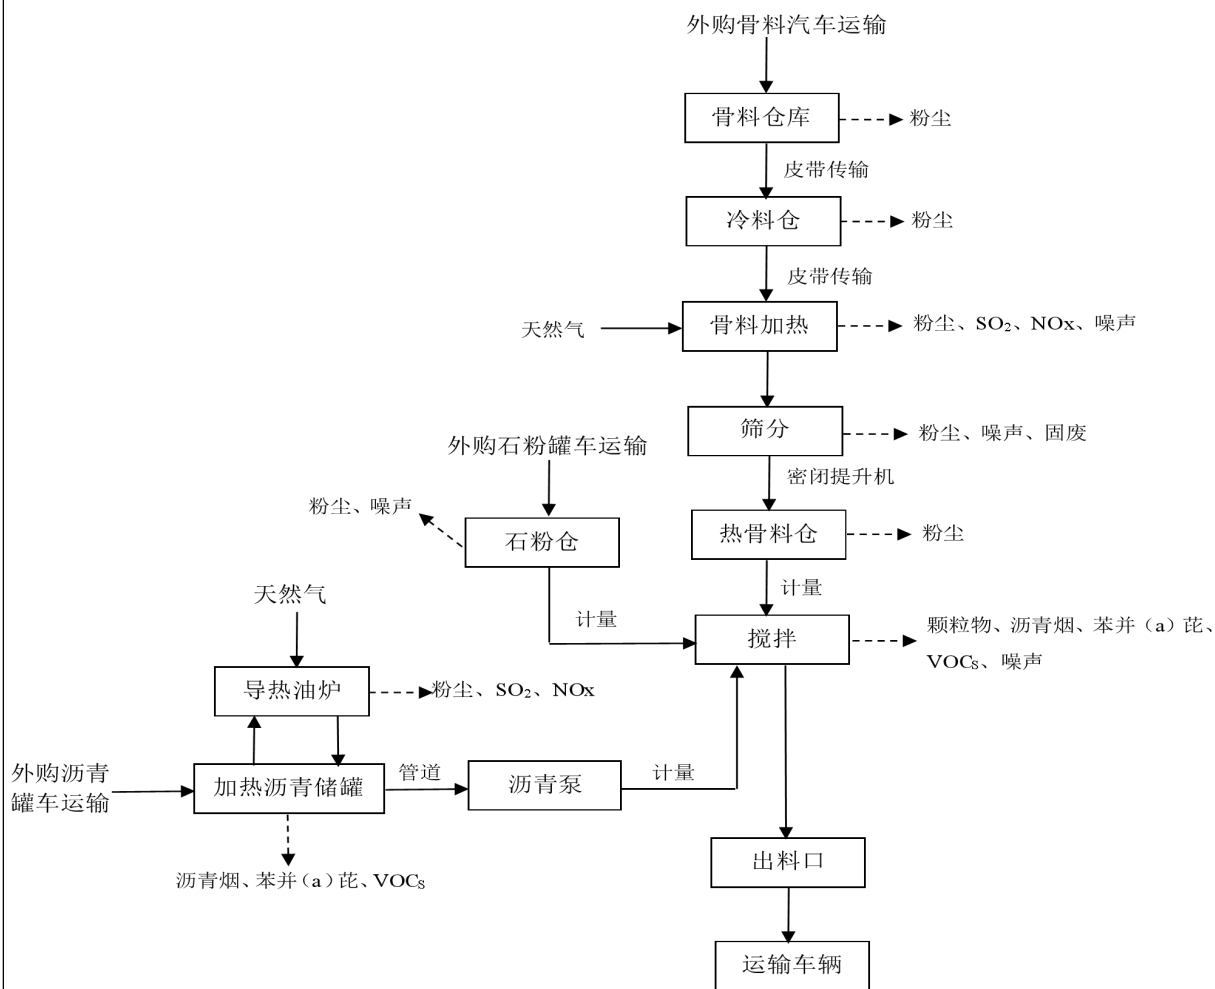 外购骨料汽车运输
骨料仓库
粉尘
皮带传输
冷料仓
粉尘
皮带传输
天然气
骨料加热
粉尘、SO₂、NOx、噪声
筛分
粉尘、噪声、固废
外购石粉罐车运输
密闭提升机
粉尘、噪声
石粉仓
热骨料仓
粉尘
天然气
计量
计量
搅拌
颗粒物、沥青烟、苯并（a）芘、
VOCs、噪声
导热油炉
粉尘、SO₂、NOx
外购沥青
罐车运输
加热沥青储罐
管道
沥青泵
计量
出料口
沥青烟、苯并（a）芘、VOCs
运输车辆